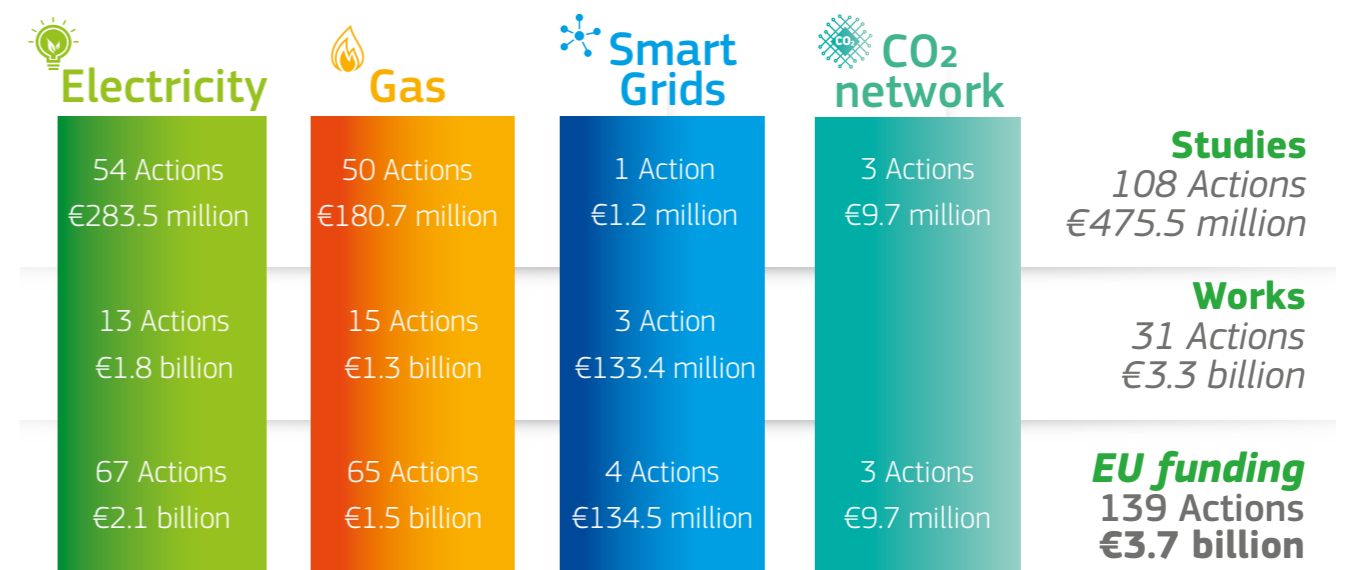 Electricity
Gas
Smart
Grids
CO₂
CO₂
network
54 Actions
€283.5 million
50 Actions
€180.7 million
1 Action
€1.2 million
3 Actions
€9.7 million
Studies
108 Actions
€475.5 million
13 Actions
€1.8 billion
15 Actions
€1.3 billion
3 Action
€133.4 million
Works
31 Actions
€3.3 billion
67 Actions
€2.1 billion
65 Actions
€1.5 billion
4 Actions
€134.5 million
3 Actions
€9.7 million
EU funding
139 Actions
€3.7 billion